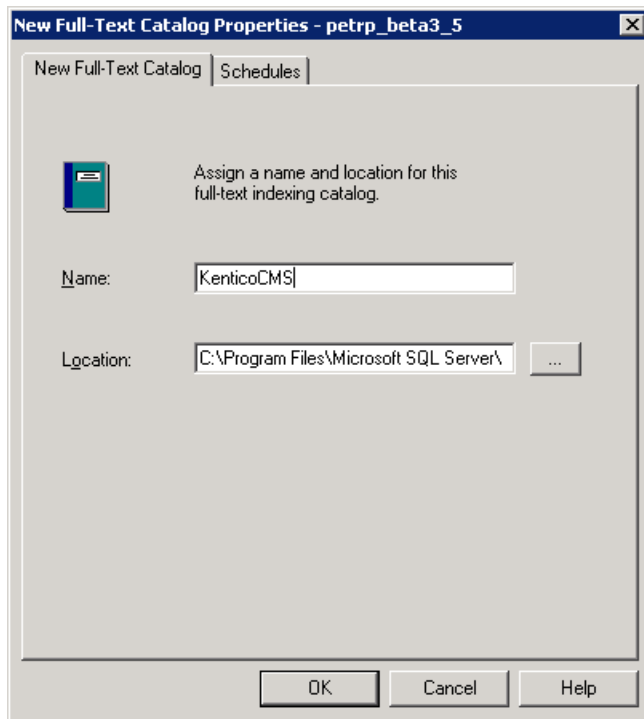 New Full-Text Catalog Properties - petrp_beta3_5
New Full-Text Catalog
Schedules
Assign a name and location for this
full-text indexing catalog.
Name:
KenticoCMS
Location:
C:\Program Files\Microsoft SQL Server\
...
OK
Cancel
Help